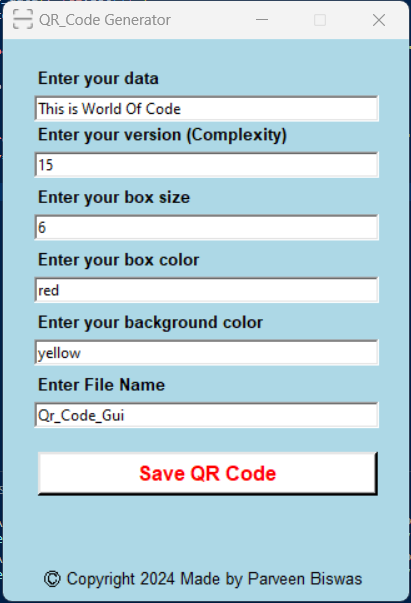 QR_Code Generator
Enter your data
This is World Of Code
Enter your version (Complexity)
15
Enter your box size
6
Enter your box color
red
Enter your background color
yellow
Enter File Name
Qr_Code_Gui
Save QR Code
© Copyright 2024 Made by Parveen Biswas